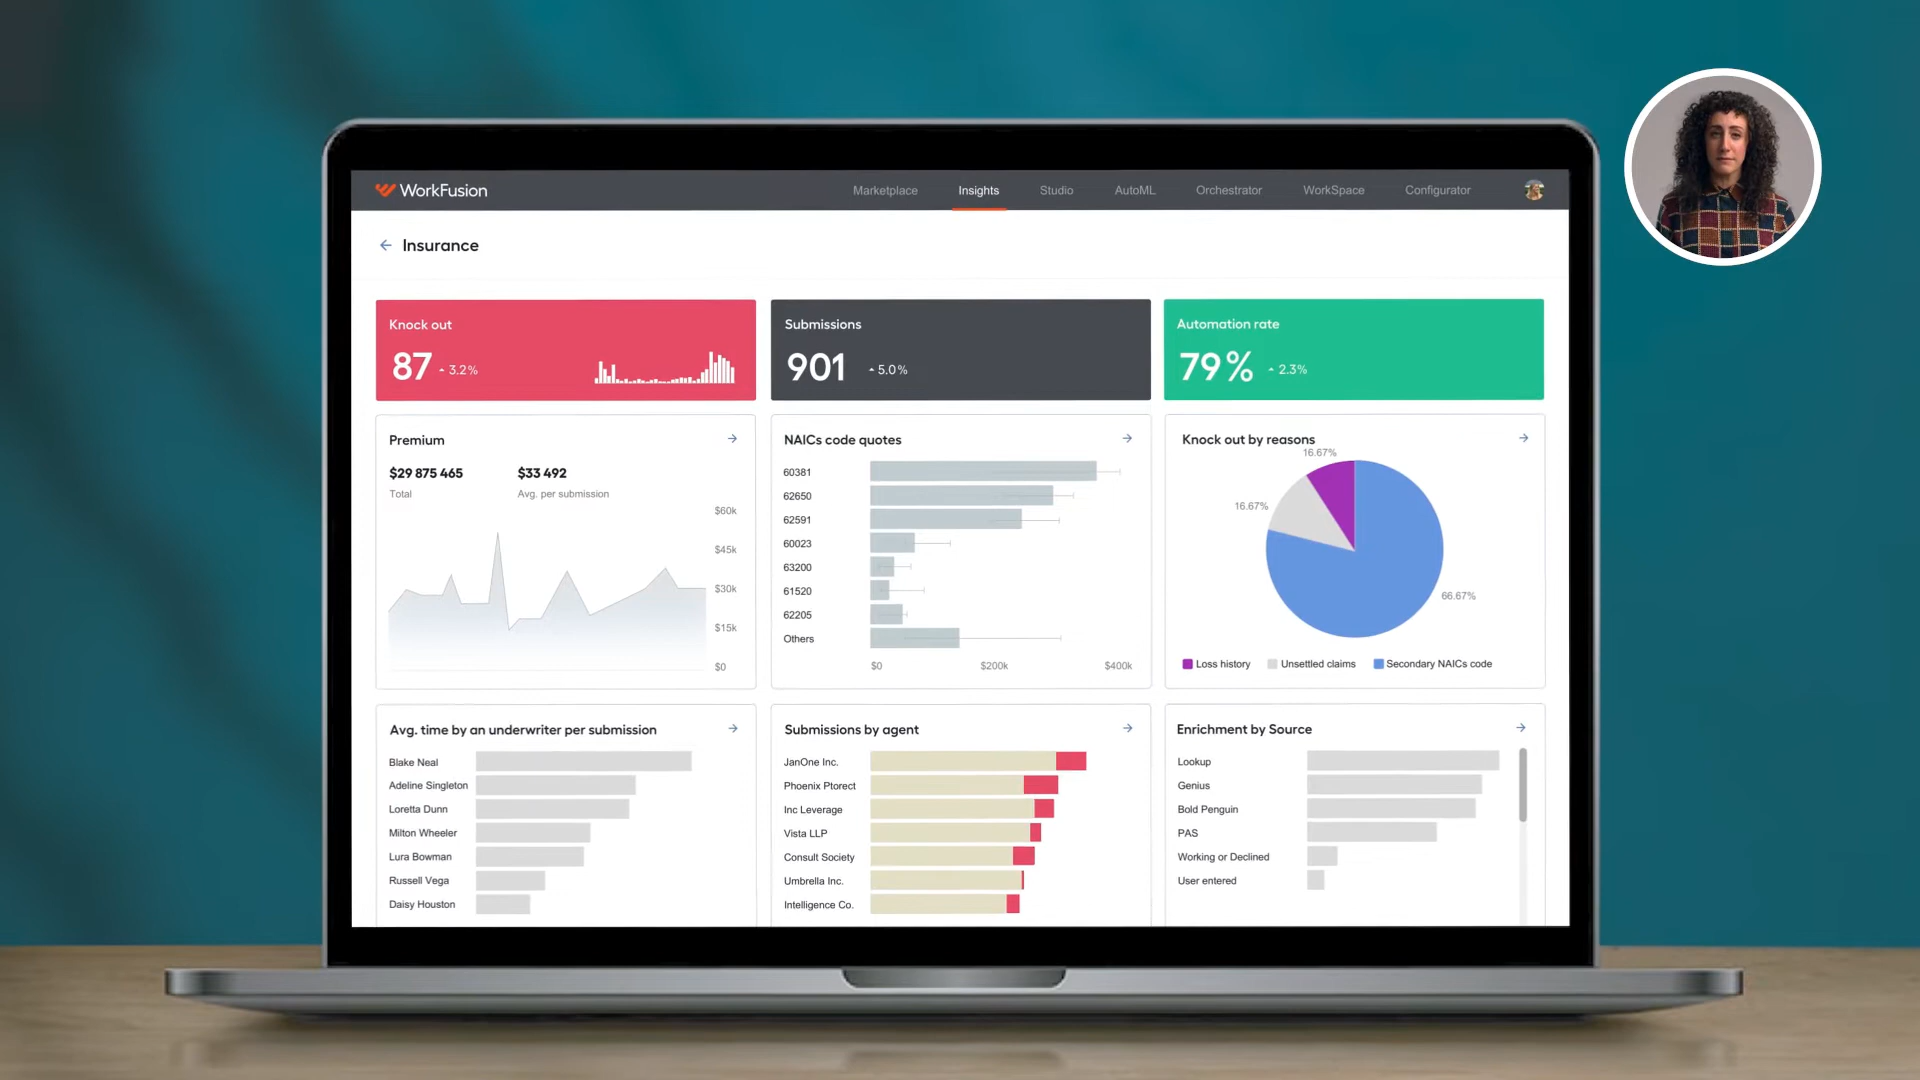 WorkFusion
Marketplace
Insights
Studio
AutoML
Orchestrator
WorkSpace
Configurator
Insurance
Knock out
87 3.2%
Submissions
901 5.0%
Automation rate
79% 2.3%
Premium
$29 875 465 $33 492
Total Avg. per submission
$60k
$45k
$30k
$15k
$0
NAICs code quotes
60381
62650
62591
60023
63200
61520
62205
Others
$0 $200k $400k
Knock out by reasons
16.67%
16.67%
66.67%
Loss history Unsettled claims Secondary NAICs code
Avg. time by an underwriter per submission
Blake Neal
Adeline Singleton
Loretta Dunn
Milton Wheeler
Lura Bowman
Russell Vega
Daisy Houston
Submissions by agent
JanOne Inc.
Phoenix Ptorect
Inc Leverage
Vista LLP
Consult Society
Umbrella Inc.
Intelligence Co.
Enrichment by Source
Lookup
Genius
Bold Penguin
PAS
Working or Declined
User entered